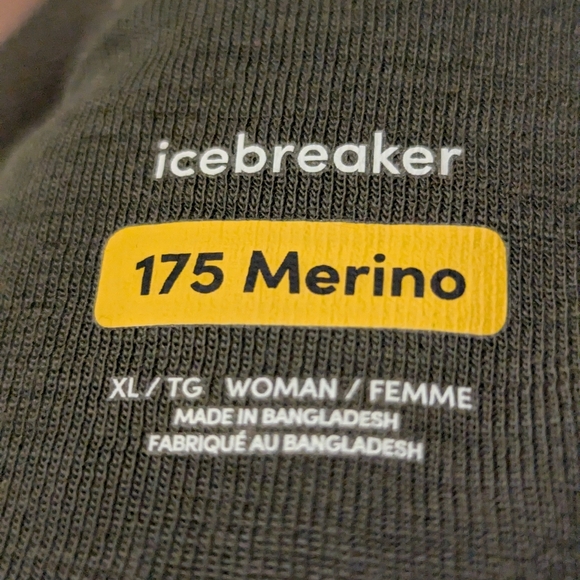 icebreaker
175 Merino
XL / TG WOMAN / FEMME
MADE IN BANGLADESH
FABRIQUÉ AU BANGLADESH